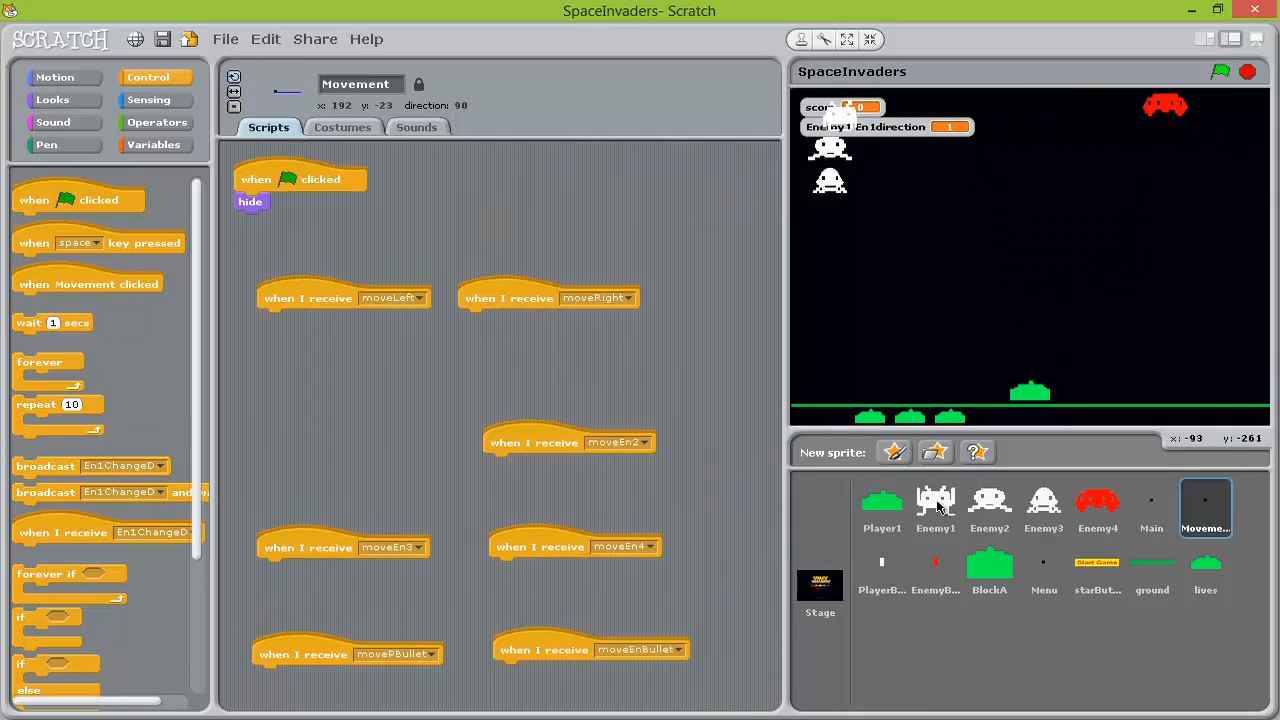 SpaceInvaders- Scratch
SCRATCH File Edit Share Help
Motion Control
Looks Sensing
Sound Operators
Pen Variables
when clicked
when space key pressed
when Movement clicked
wait 1 secs
forever
repeat 10
broadcast En1ChangeD
broadcast En1ChangeD and w
when I receive En1ChangeD
forever if
if
if
else
Movement
x: 192 y: -23 direction: 90
Scripts Costumes Sounds
when clicked
hide
when I receive moveLeft
when I receive moveRight
when I receive moveEn2
when I receive moveEn3
when I receive moveEn4
when I receive movePBullet
when I receive moveEnBullet
SpaceInvaders
0
En1direction 1
x: -93 y: -261
New sprite:
Player1 Enemy1 Enemy2 Enemy3 Enemy4 Main Moveme...
PlayerB... EnemyB... BlockA Menu starBut... ground lives
Start Game
Stage